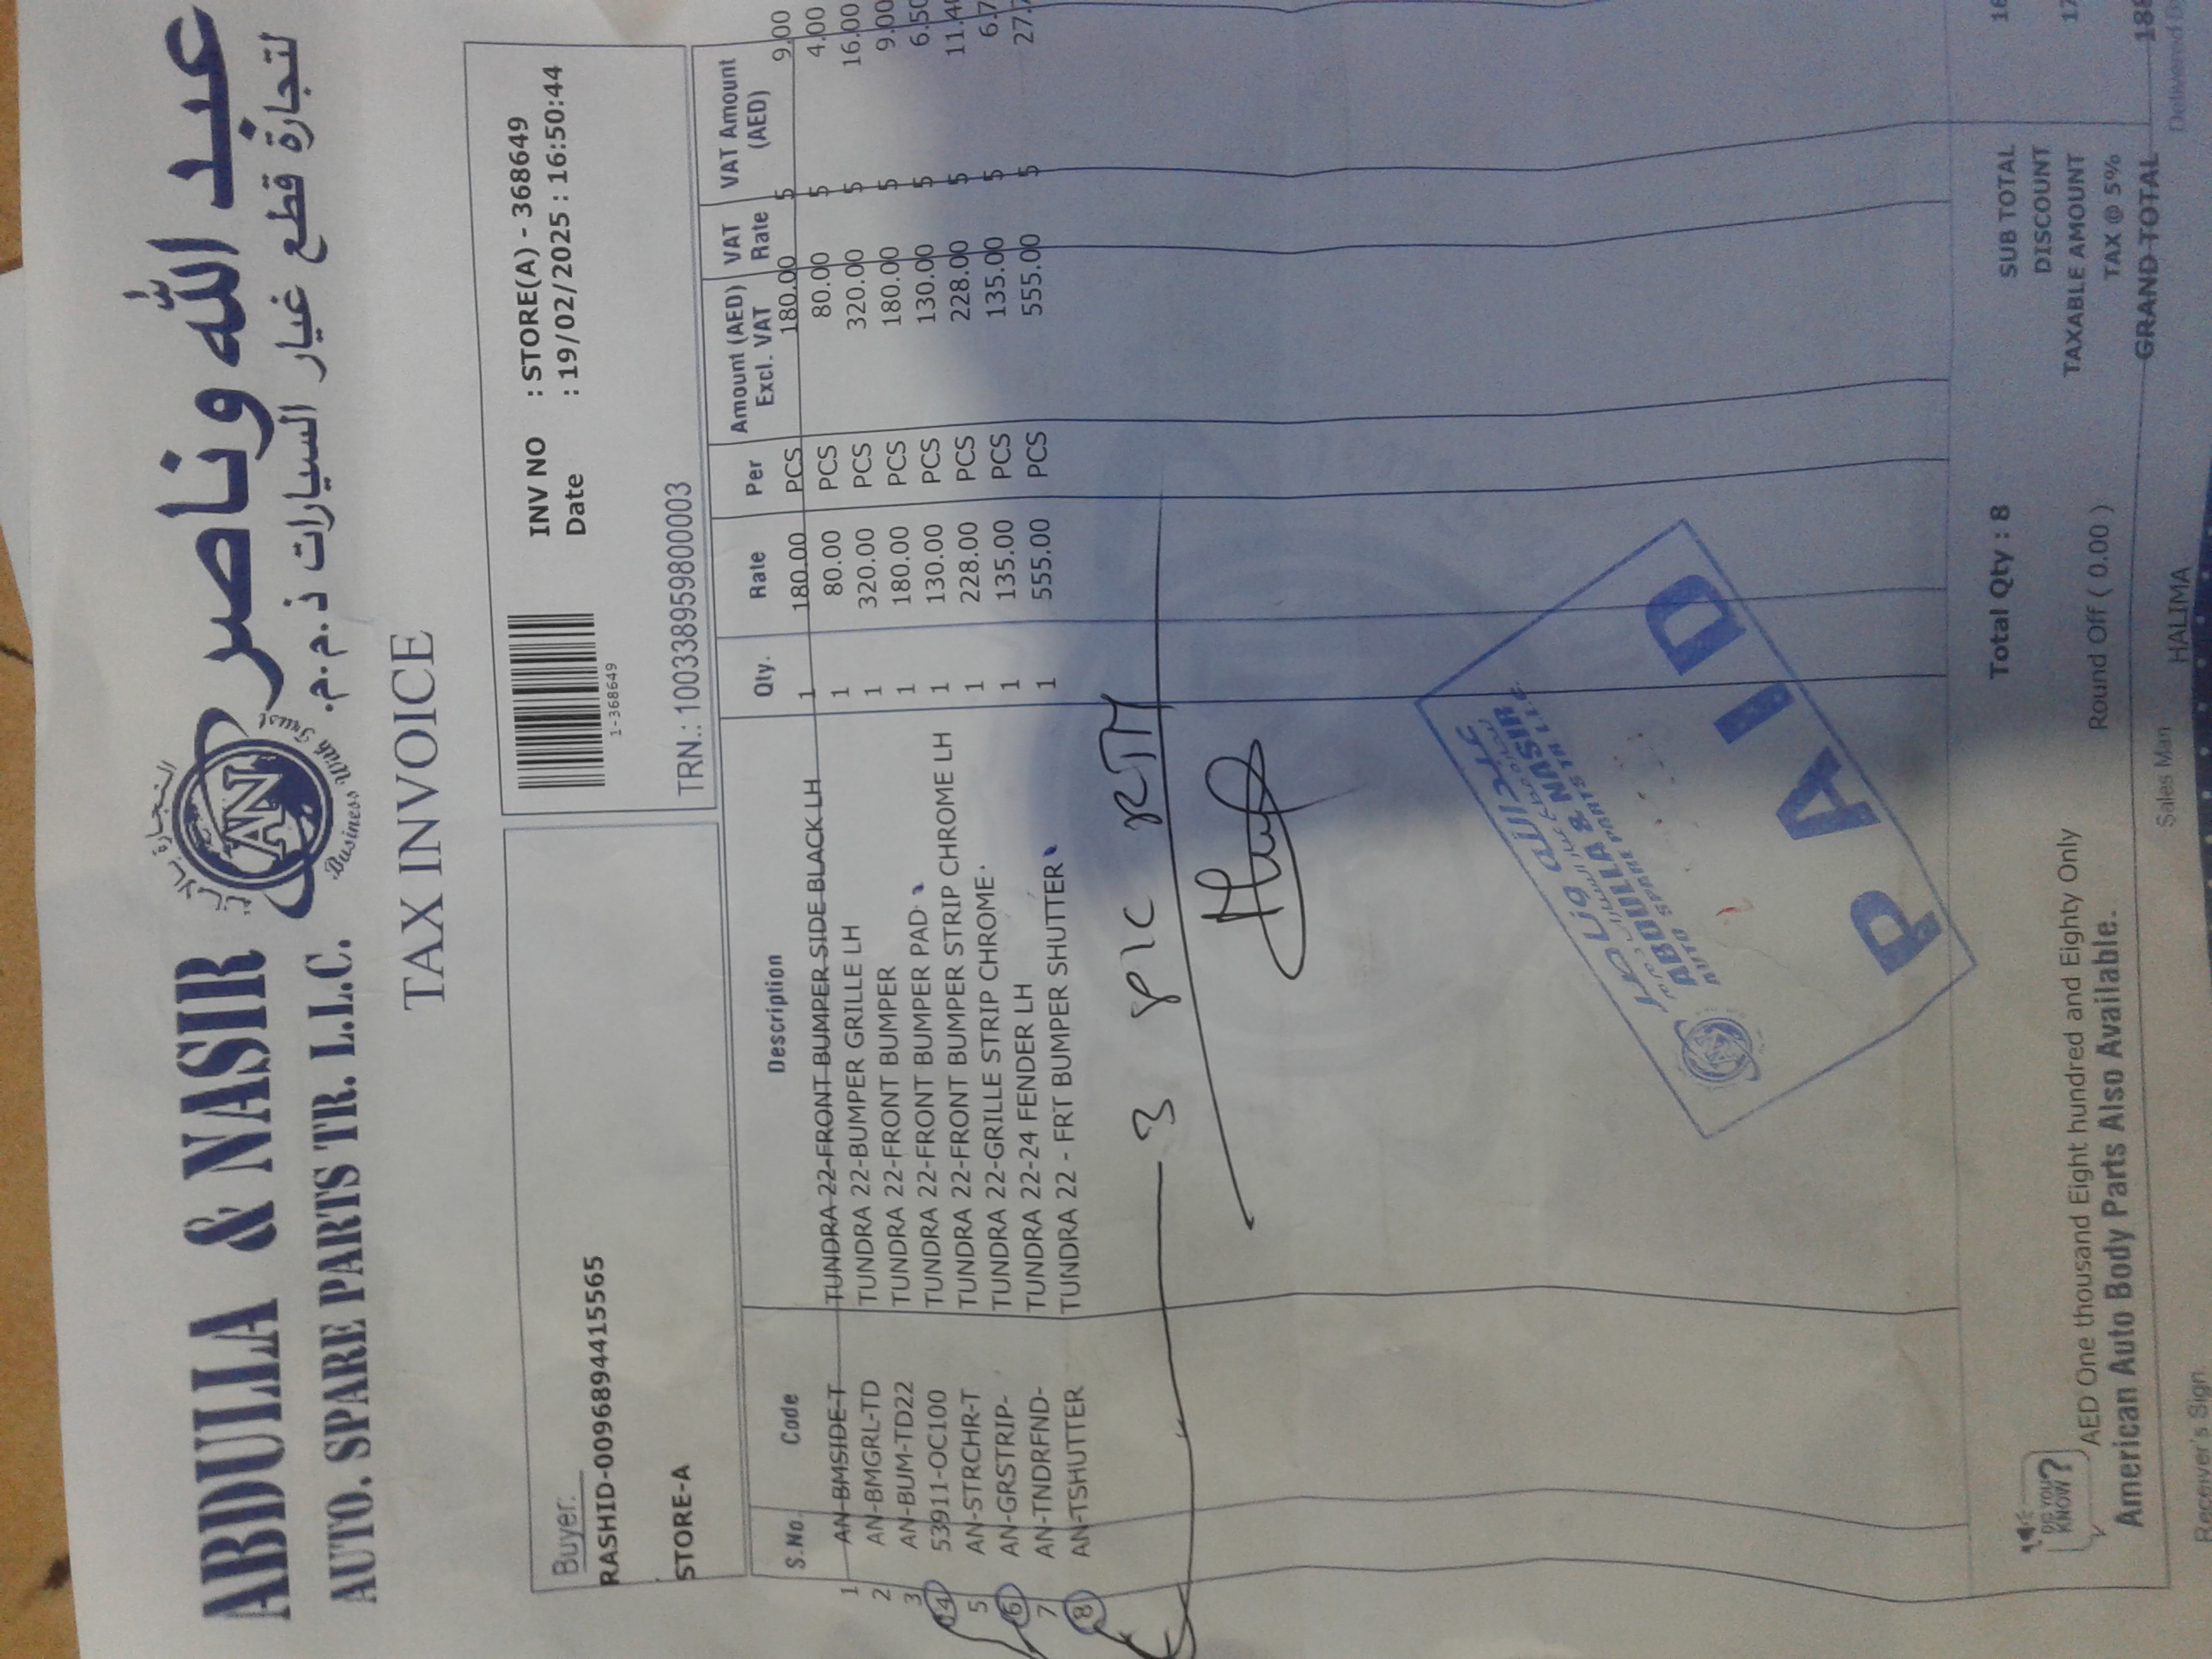 عبد الله وناصر
لتجارة قطع غيار السيارات ذ.م.م.
ABDULLA & NASIR
AUTO. SPARE PARTS TR. L.L.C.
AN
Business With Trust
TAX INVOICE
Buyer:
RASHID-0096894415565
STORE-A
1-368649
INV NO : STORE(A) - 368649
Date : 19/02/2025 : 16:50:44
TRN.: 100338959800003
S.No. Code Description Qty. Rate Per Amount (AED) Excl. VAT VAT Rate VAT Amount (AED)
1 AN-BMSIDE-T TUNDRA 22-FRONT BUMPER SIDE BLACK LH 1 180.00 PCS 180.00 5 9.00
2 AN-BMGRL-TD TUNDRA 22-BUMPER GRILLE LH 1 80.00 PCS 80.00 5 4.00
3 AN-BUM-TD22 TUNDRA 22-FRONT BUMPER 1 320.00 PCS 320.00 5 16.00
4 53911-OC100 TUNDRA 22-FRONT BUMPER PAD 1 180.00 PCS 180.00 5 9.00
5 AN-STRCHR-T TUNDRA 22-FRONT BUMPER STRIP CHROME LH 1 130.00 PCS 130.00 5 6.50
6 AN-GRSTRIP- TUNDRA 22-GRILLE STRIP CHROME 1 228.00 PCS 228.00 5 11.40
7 AN-TNDRFND- TUNDRA 22-24 FENDER LH 1 135.00 PCS 135.00 5 6.7
8 AN-TSHUTTER TUNDRA 22 - FRT BUMPER SHUTTER 1 555.00 PCS 555.00 5 27.
3 PIC RTN
عبدالله وناصر
ABDULLA & NASIR
AUTO SPARE PARTS TR L.L.C.
PAID
Total Qty : 8
SUB TOTAL
DISCOUNT
TAXABLE AMOUNT
TAX @ 5%
GRAND TOTAL
DO YOU KNOW?
AED One thousand Eight hundred and Eighty Only
Round Off ( 0.00 )
American Auto Body Parts Also Available.
Receiver's Sign
Sales Man HALIMA
Delivered By